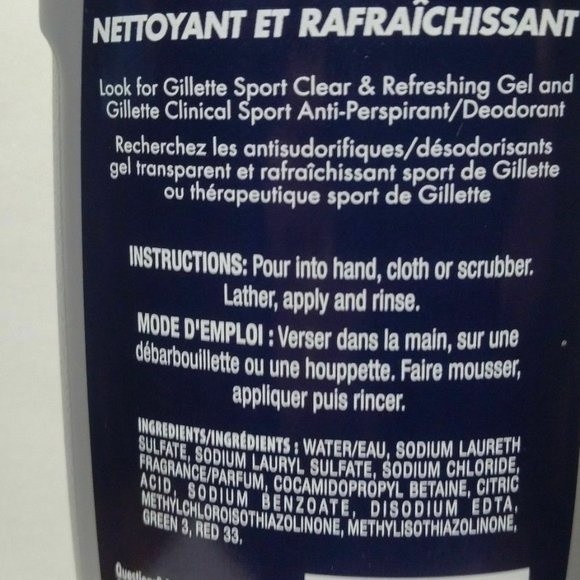 NETTOYANT ET RAFRAÎCHISSANT
Look for Gillette Sport Clear & Refreshing Gel and
Gillette Clinical Sport Anti-Perspirant/Deodorant
Recherchez les antisudorifiques/désodorisants
gel transparent et rafraîchissant sport de Gillette
ou thérapeutique sport de Gillette
INSTRUCTIONS: Pour into hand, cloth or scrubber.
Lather, apply and rinse.
MODE D'EMPLOI : Verser dans la main, sur une
débarbouillette ou une houppette. Faire mousser,
appliquer puis rincer.
INGREDIENTS/INGRÉDIENTS : WATER/EAU, SODIUM LAURETH
SULFATE, SODIUM LAURYL SULFATE, SODIUM CHLORIDE,
FRAGRANCE/PARFUM, COCAMIDOPROPYL BETAINE, CITRIC
ACID, SODIUM BENZOATE, DISODIUM EDTA,
METHYLCHLOROISOTHIAZOLINONE, METHYLISOTHIAZOLINONE,
GREEN 3, RED 33,